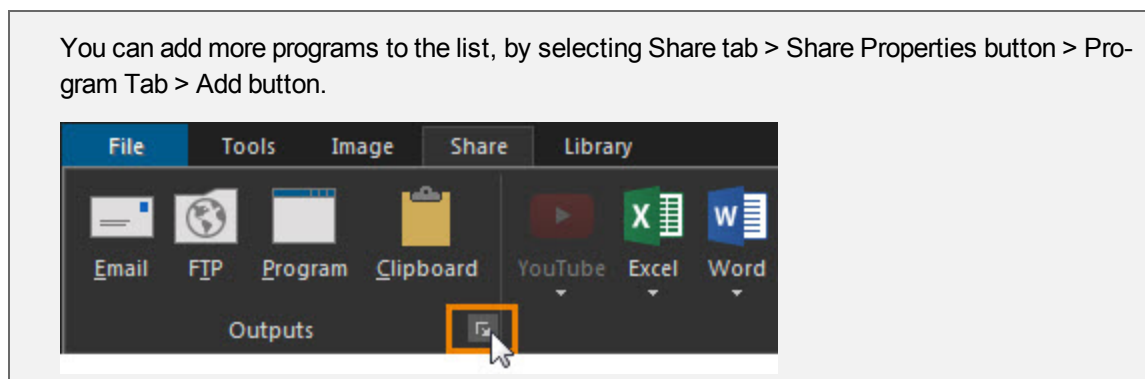 You can add more programs to the list, by selecting Share tab > Share Properties button > Pro-
gram Tab > Add button.
File Tools Image Share Library
X W
Email FTP Program Clipboard YouTube Excel Word
Outputs